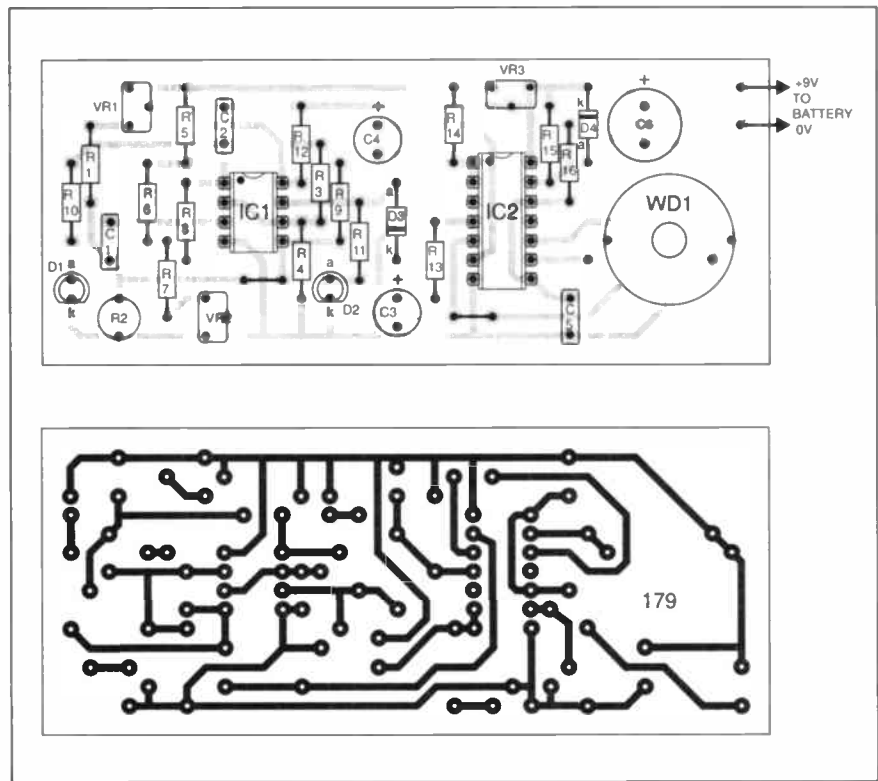 VR1
R5
C2
R12
C4
R14
VR3
k
D4
a
C6
+9V
TO
BATTERY
0V
R1
R10
R6
R8
IC1
R3
R9
a
D3
k
R15
R16
IC2
WD1
C1
R7
R4
R11
R13
D1
a
k
R2
a
k
D2
C3
C5
179